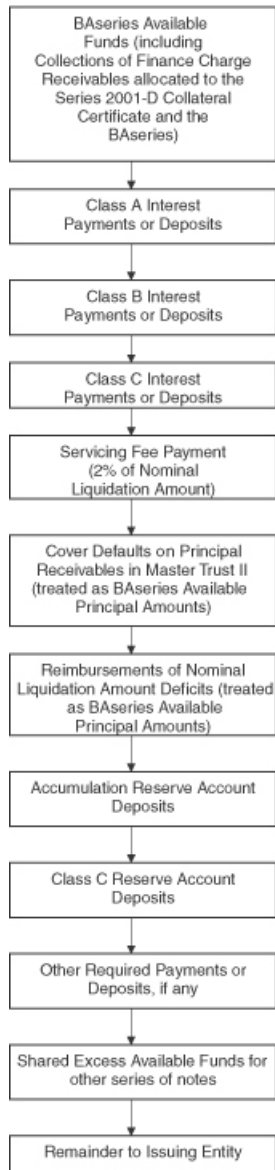 BAseries Available
Funds (including
Collections of Finance Charge
Receivables allocated to the
Series 2001-D Collateral
Certificate and the
BAseries)
Class A Interest
Payments or Deposits
Class B Interest
Payments or Deposits
Class C Interest
Payments or Deposits
Servicing Fee Payment
(2% of Nominal
Liquidation Amount)
Cover Defaults on Principal
Receivables in Master Trust II
(treated as BAseries Available
Principal Amounts)
Reimbursements of Nominal
Liquidation Amount Deficits (treated
as BAseries Available
Principal Amounts)
Accumulation Reserve Account
Deposits
Class C Reserve Account
Deposits
Other Required Payments or
Deposits, if any
Shared Excess Available Funds for
other series of notes
Remainder to Issuing Entity